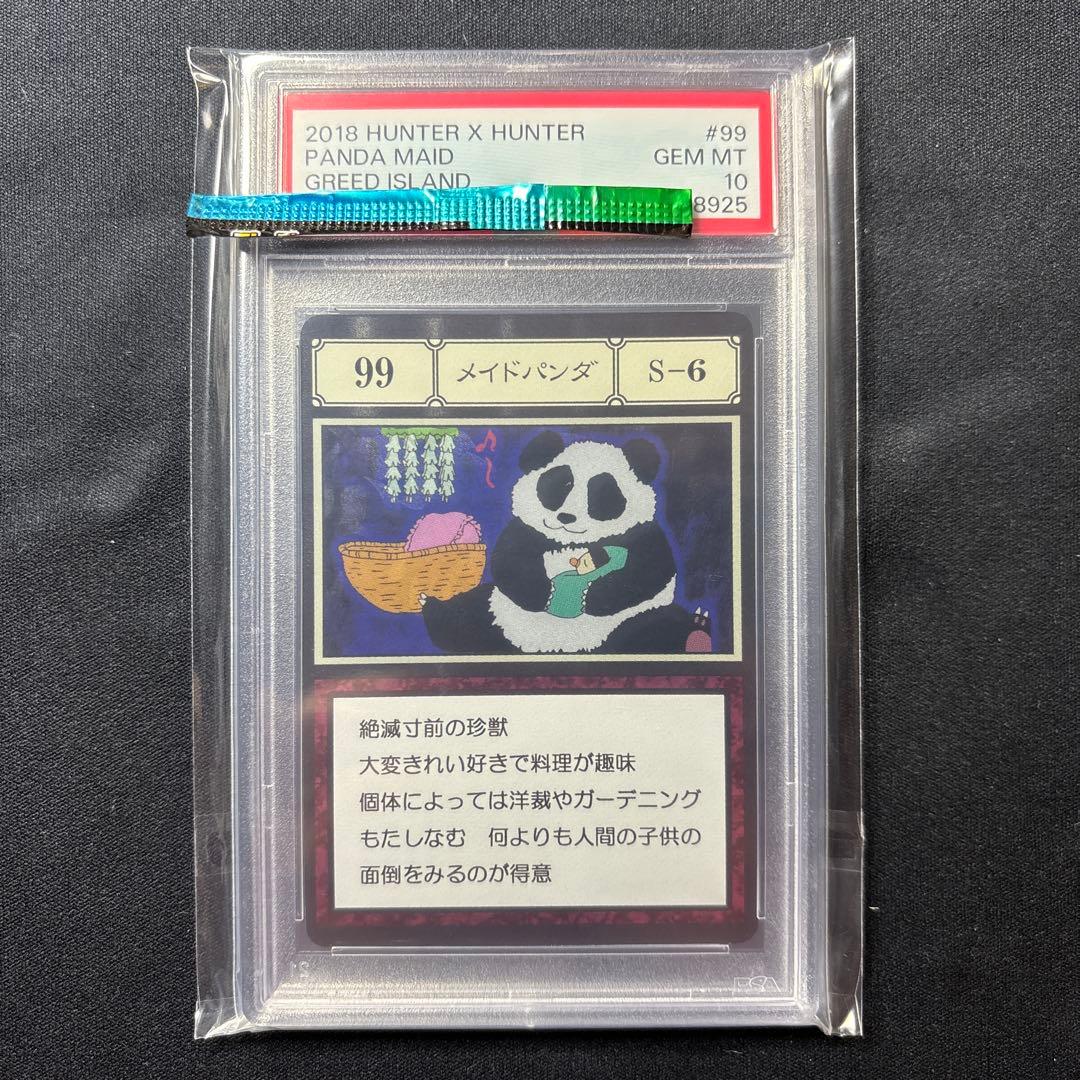 2018 HUNTER X HUNTER #99
PANDA MAID GEM MT
GREED ISLAND 10
8925
99 メイドパンダ S-6
絶滅寸前の珍獣
大変きれい好きで料理が趣味
個体によっては洋裁やガーデニング
もたしなむ 何よりも人間の子供の
面倒をみるのが得意
PSA